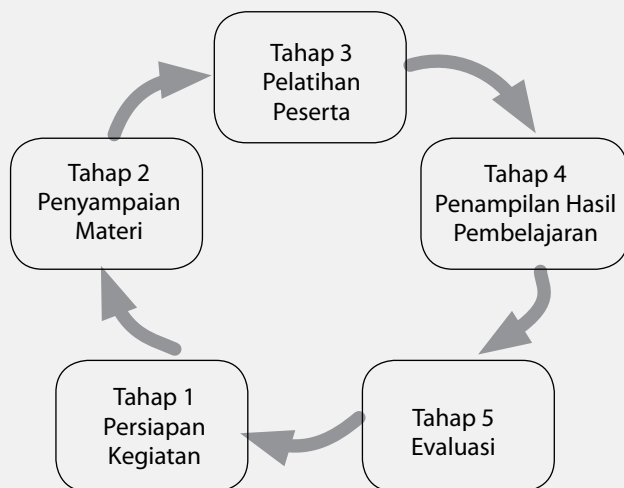 Tahap 1
Persiapan
Kegiatan
Tahap 2
Penyampaian
Materi
Tahap 3
Pelatihan
Peserta
Tahap 4
Penampilan Hasil
Pembelajaran
Tahap 5
Evaluasi